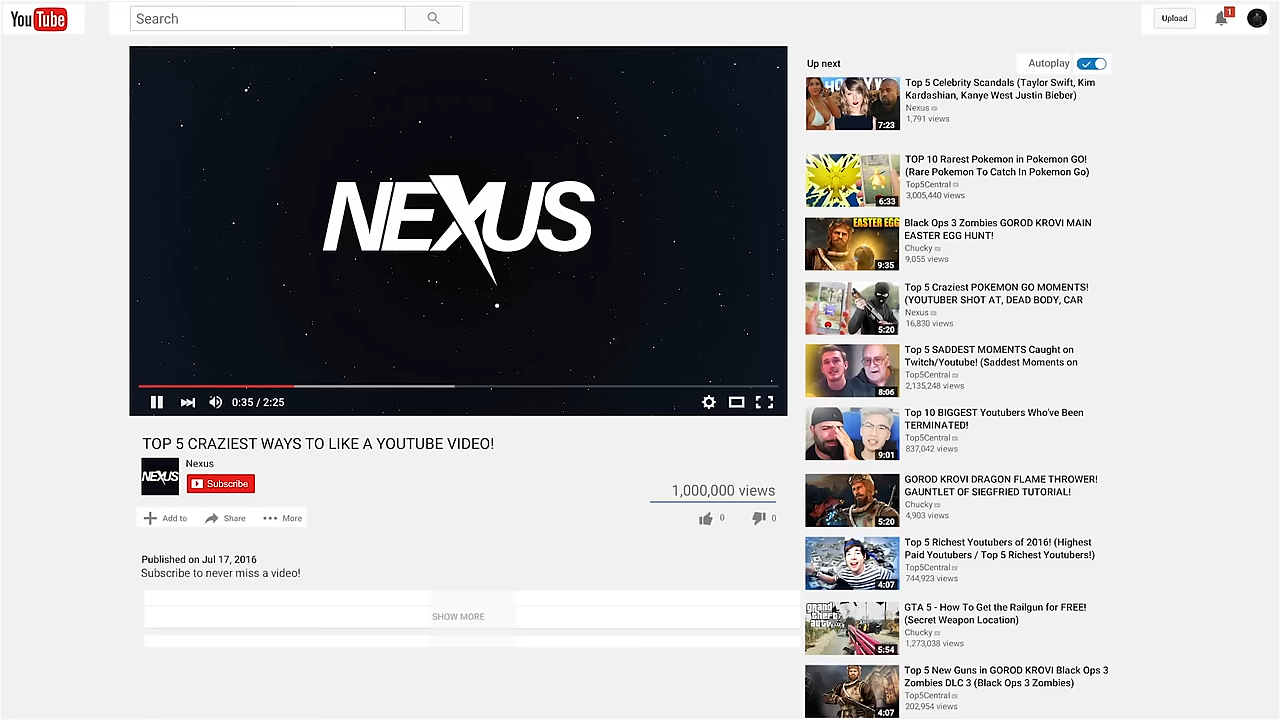 You Tube
Search
Upload
1
NEXUS
0:35 / 2:25
TOP 5 CRAZIEST WAYS TO LIKE A YOUTUBE VIDEO!
NEXUS
Nexus
Subscribe
1,000,000 views
Add to
Share
More
0
0
Published on Jul 17, 2016
Subscribe to never miss a video!
SHOW MORE
Up next
Autoplay
7:23
Top 5 Celebrity Scandals (Taylor Swift, Kim
Kardashian, Kanye West Justin Bieber)
Nexus
1,791 views
6:33
TOP 10 Rarest Pokemon in Pokemon GO!
(Rare Pokemon To Catch In Pokemon Go)
Top5Central
3,005,440 views
EASTER EGG
9:35
Black Ops 3 Zombies GOROD KROVI MAIN
EASTER EGG HUNT!
Chucky
9,055 views
5:20
Top 5 Craziest POKEMON GO MOMENTS!
(YOUTUBER SHOT AT, DEAD BODY, CAR
Nexus
16,830 views
8:06
Top 5 SADDEST MOMENTS Caught on
Twitch/Youtube! (Saddest Moments on
Top5Central
2,135,248 views
9:01
Top 10 BIGGEST Youtubers Who've Been
TERMINATED!
Top5Central
837,042 views
5:20
GOROD KROVI DRAGON FLAME THROWER!
GAUNTLET OF SIEGFRIED TUTORIAL!
Chucky
4,903 views
4:07
Top 5 Richest Youtubers of 2016! (Highest
Paid Youtubers / Top 5 Richest Youtubers!)
Top5Central
744,923 views
grand
theft
auto
5:54
GTA 5 - How To Get the Railgun for FREE!
(Secret Weapon Location)
Chucky
1,273,038 views
4:07
Top 5 New Guns in GOROD KROVI Black Ops 3
Zombies DLC 3 (Black Ops 3 Zombies)
Top5Central
202,954 views